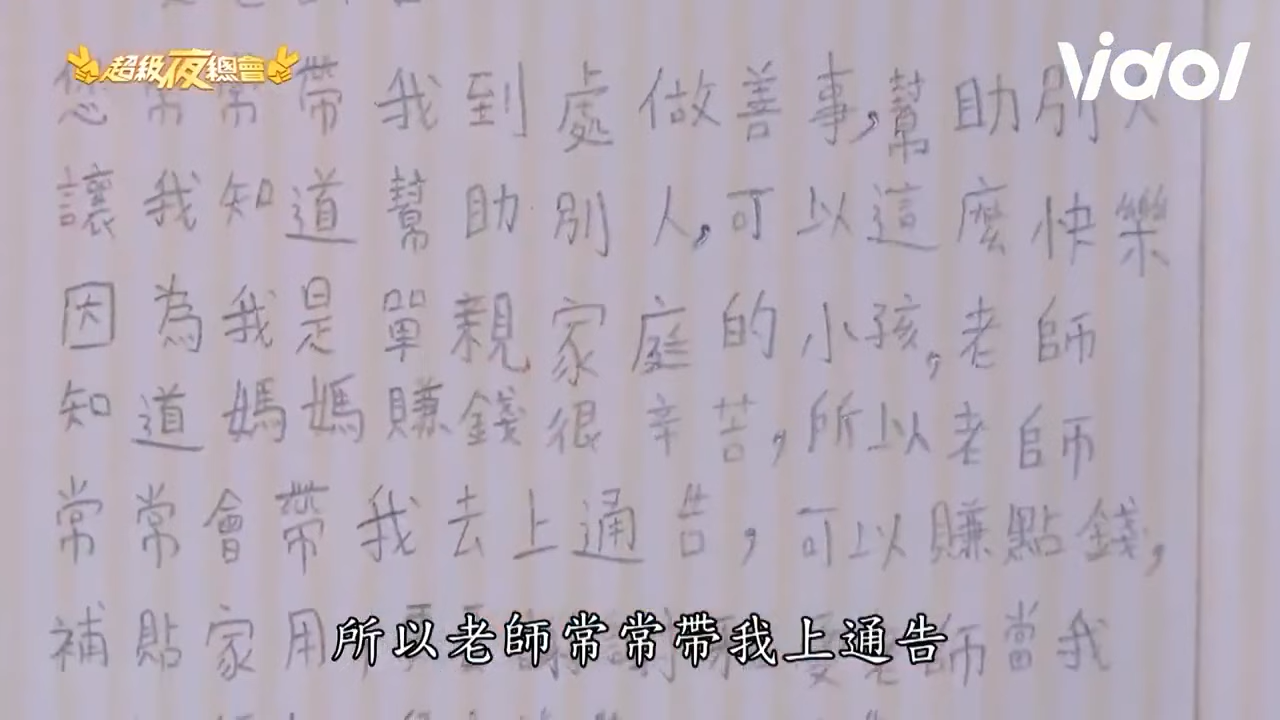 超級夜總會
Vidol
您常常帶我到處做善事,幫助別人
讓我知道幫助別人,可以這麼快樂
因為我是單親家庭的小孩,老師
知道媽媽賺錢很辛苦,所以老師
常常會帶我去上通告,可以賺點錢,
補貼家用
師當我
所以老師常常帶我上通告